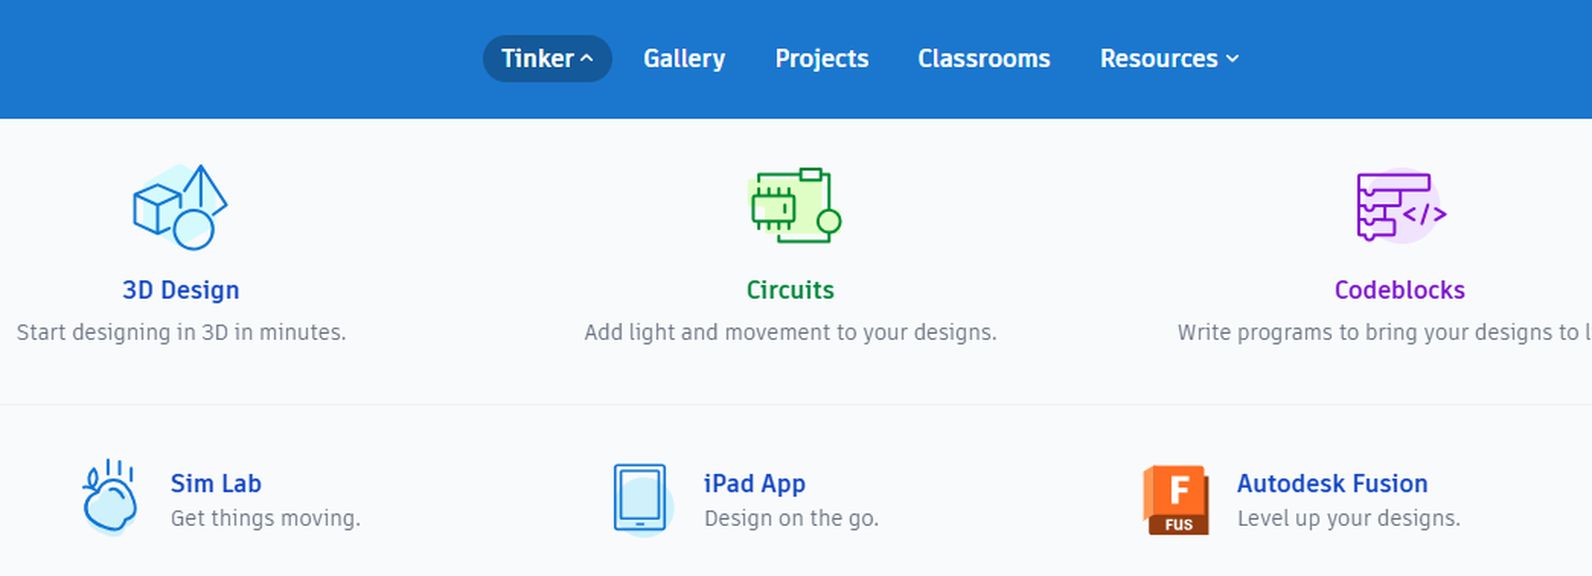 Tinker Gallery Projects Classrooms Resources
</>
3D Design Circuits Codeblocks
Start designing in 3D in minutes. Add light and movement to your designs. Write programs to bring your designs to
F
FUS
Sim Lab iPad App Autodesk Fusion
Get things moving. Design on the go. Level up your designs.